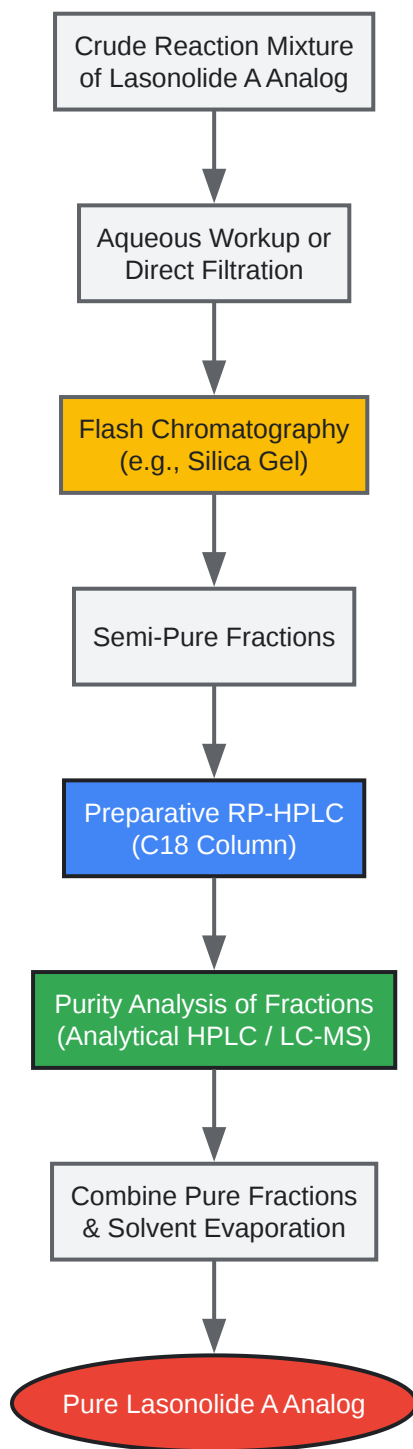 Crude Reaction Mixture
of Lasonolide A Analog
Aqueous Workup or
Direct Filtration
Flash Chromatography
(e.g., Silica Gel)
Semi-Pure Fractions
Preparative RP-HPLC
(C18 Column)
Purity Analysis of Fractions
(Analytical HPLC / LC-MS)
Combine Pure Fractions
& Solvent Evaporation
Pure Lasonolide A Analog